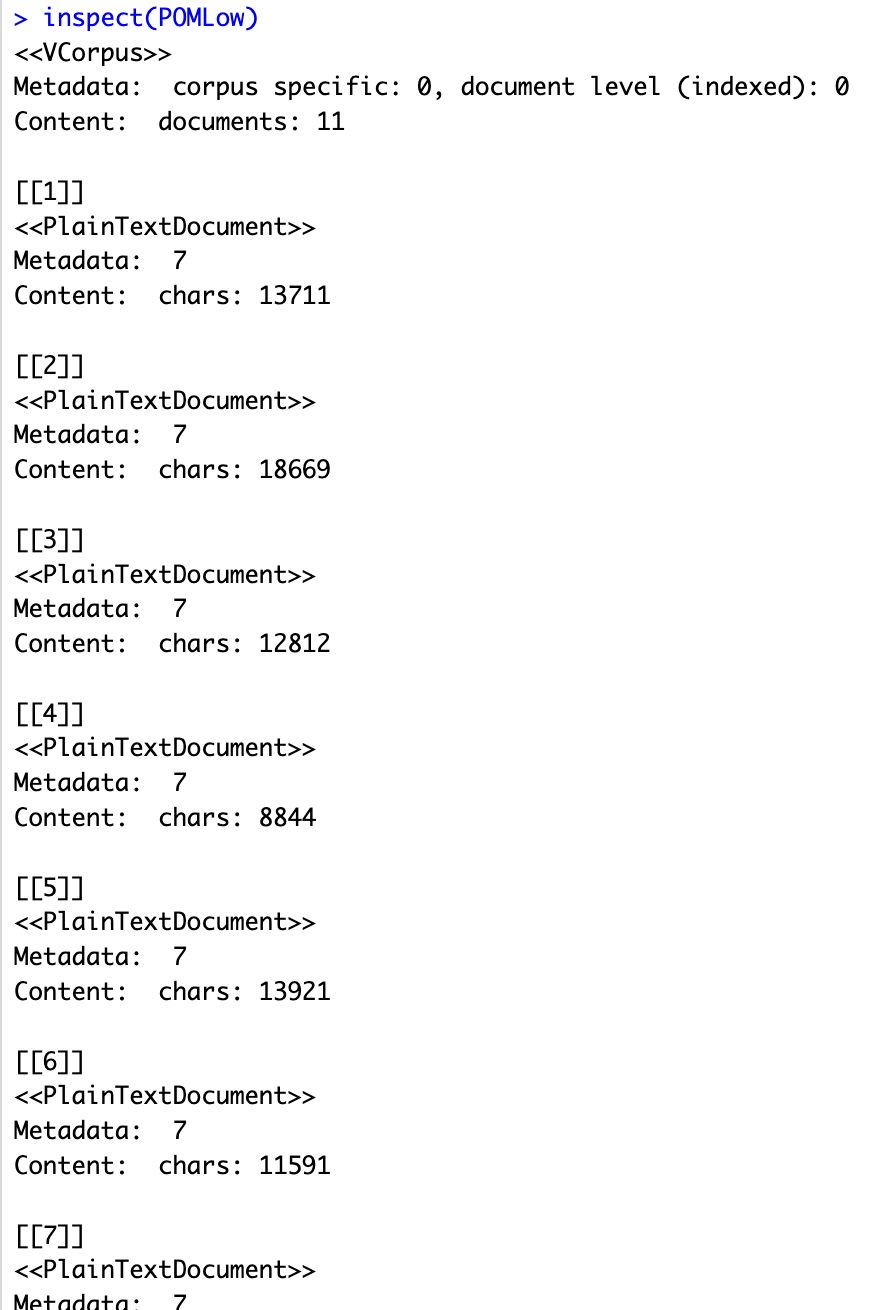 > inspect(POMLow)
<<VCorpus>>
Metadata:  corpus specific: 0, document level (indexed): 0
Content:  documents: 11

[[1]]
<<PlainTextDocument>>
Metadata:  7
Content:  chars: 13711

[[2]]
<<PlainTextDocument>>
Metadata:  7
Content:  chars: 18669

[[3]]
<<PlainTextDocument>>
Metadata:  7
Content:  chars: 12812

[[4]]
<<PlainTextDocument>>
Metadata:  7
Content:  chars: 8844

[[5]]
<<PlainTextDocument>>
Metadata:  7
Content:  chars: 13921

[[6]]
<<PlainTextDocument>>
Metadata:  7
Content:  chars: 11591

[[7]]
<<PlainTextDocument>>
Metadata:  7